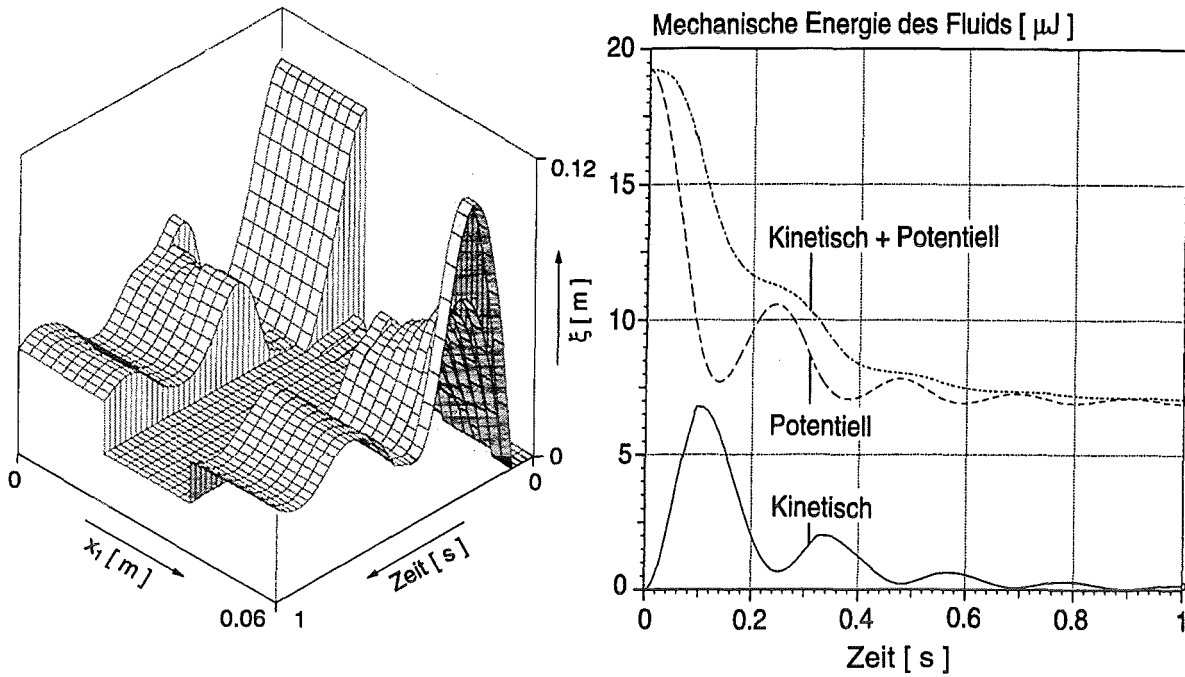 0.12
ξ [ m ]
0
0
0
x₁ [ m ]
Zeit [ s ]
0.06
1
Mechanische Energie des Fluids [ μJ ]
20
15
10
5
0
Kinetisch + Potentiell
Potentiell
Kinetisch
0
0.2
0.4
0.6
0.8
1
Zeit [ s ]